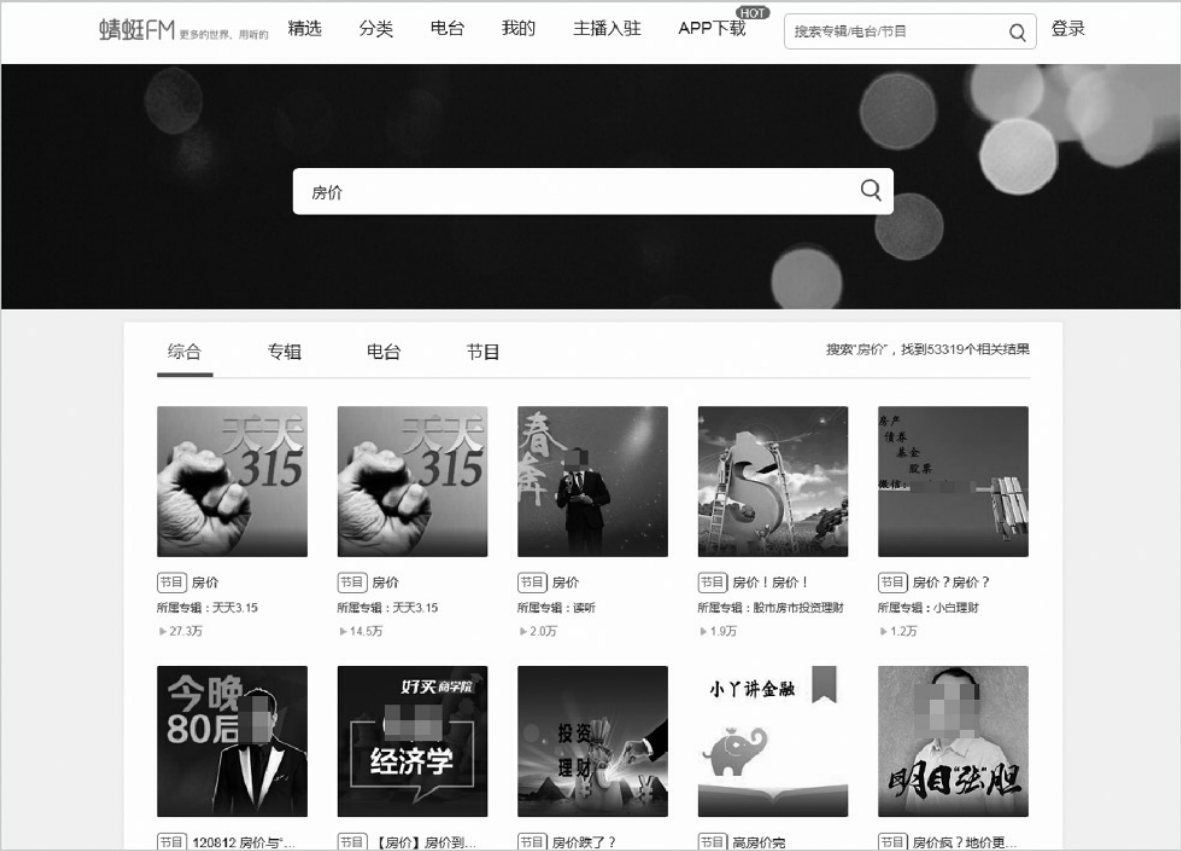 蜻蜓FM 更多的世界，用听的 精选 分类 电台 我的 主播入驻 APP下载 HOT 搜索专辑/电台/节目 登录
房价
综合 专辑 电台 节目 搜索"房价"，找到53319个相关结果
天天
315
天天
315
春奔
房产
债券
基金
股票
微信：
节目 房价
所属专辑：天天3.15
27.3万
节目 房价
所属专辑：天天3.15
14.5万
节目 房价
所属专辑：读听
2.0万
节目 房价！房价！
所属专辑：股市房市投资理财
1.9万
节目 房价？房价？
所属专辑：小白理财
1.2万
今晚
80后
好买商学院
经济学
投资
理财
小丫讲金融
明目"张"胆
节目 120812 房价与"...
节目 【房价】房价到...
节目 房价跌了？
节目 高房价完
节目 房价疯？地价更...